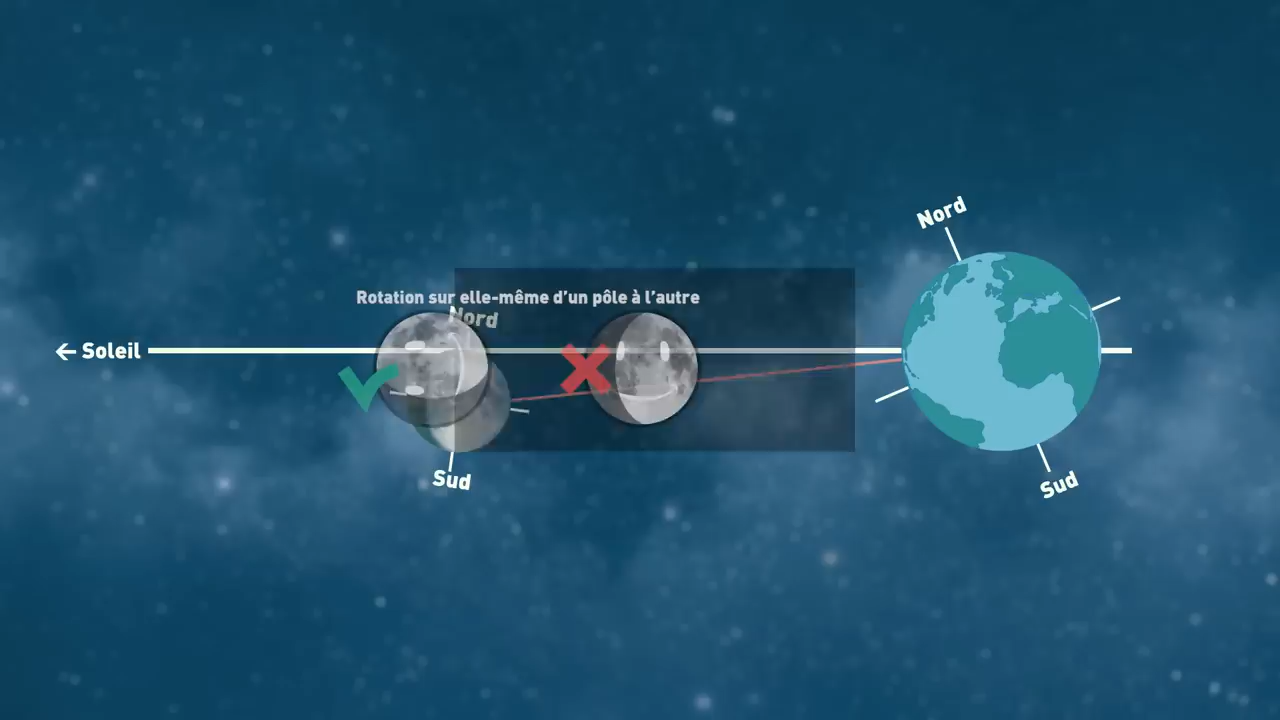 Nord
Rotation sur elle-même d'un pôle à l'autre
Nord
← Soleil
Sud
Sud